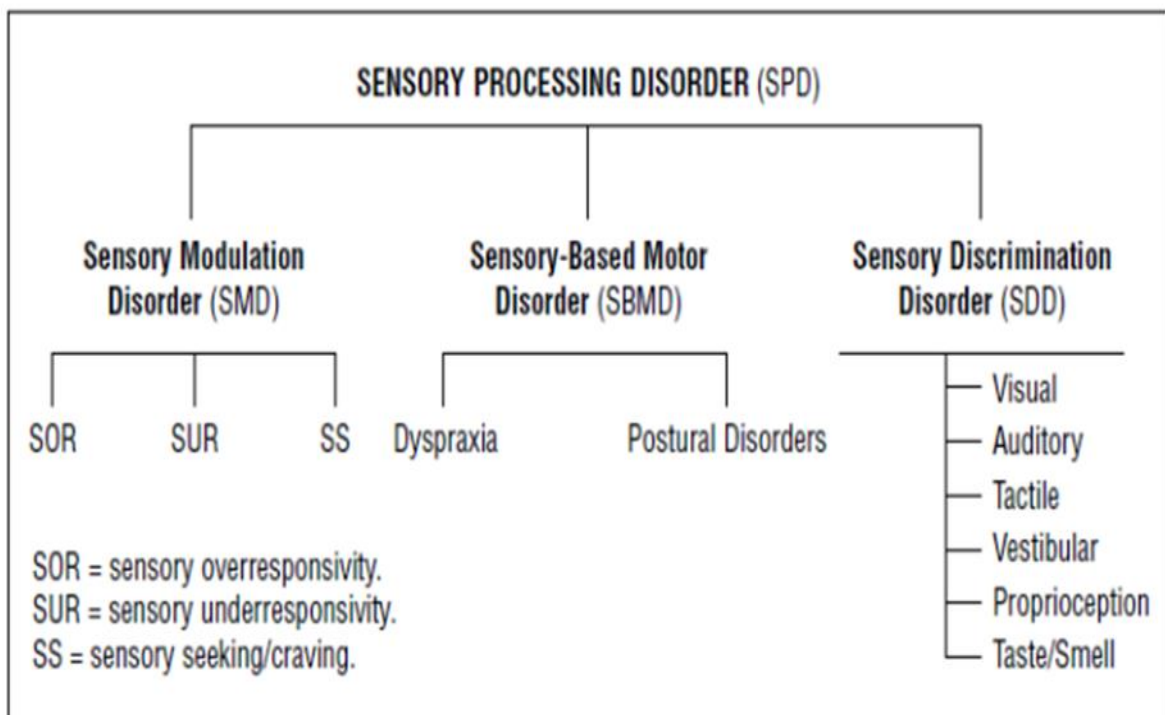 SENSORY PROCESSING DISORDER (SPD)
Sensory Modulation
Disorder (SMD)
Sensory-Based Motor
Disorder (SBMD)
Sensory Discrimination
Disorder (SDD)
SOR
SUR
SS
Dyspraxia
Postural Disorders
Visual
Auditory
Tactile
Vestibular
Proprioception
Taste/Smell
SOR = sensory overresponsivity.
SUR = sensory underresponsivity.
SS = sensory seeking/craving.